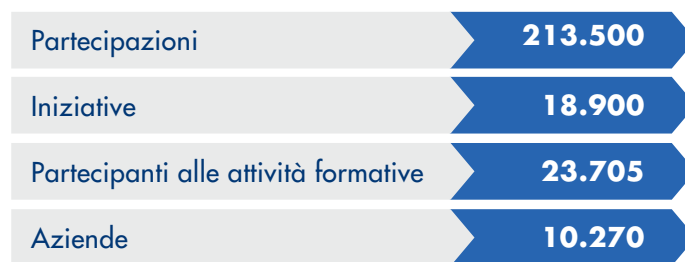 Partecipazioni 213.500
Iniziative 18.900
Partecipanti alle attività formative 23.705
Aziende 10.270